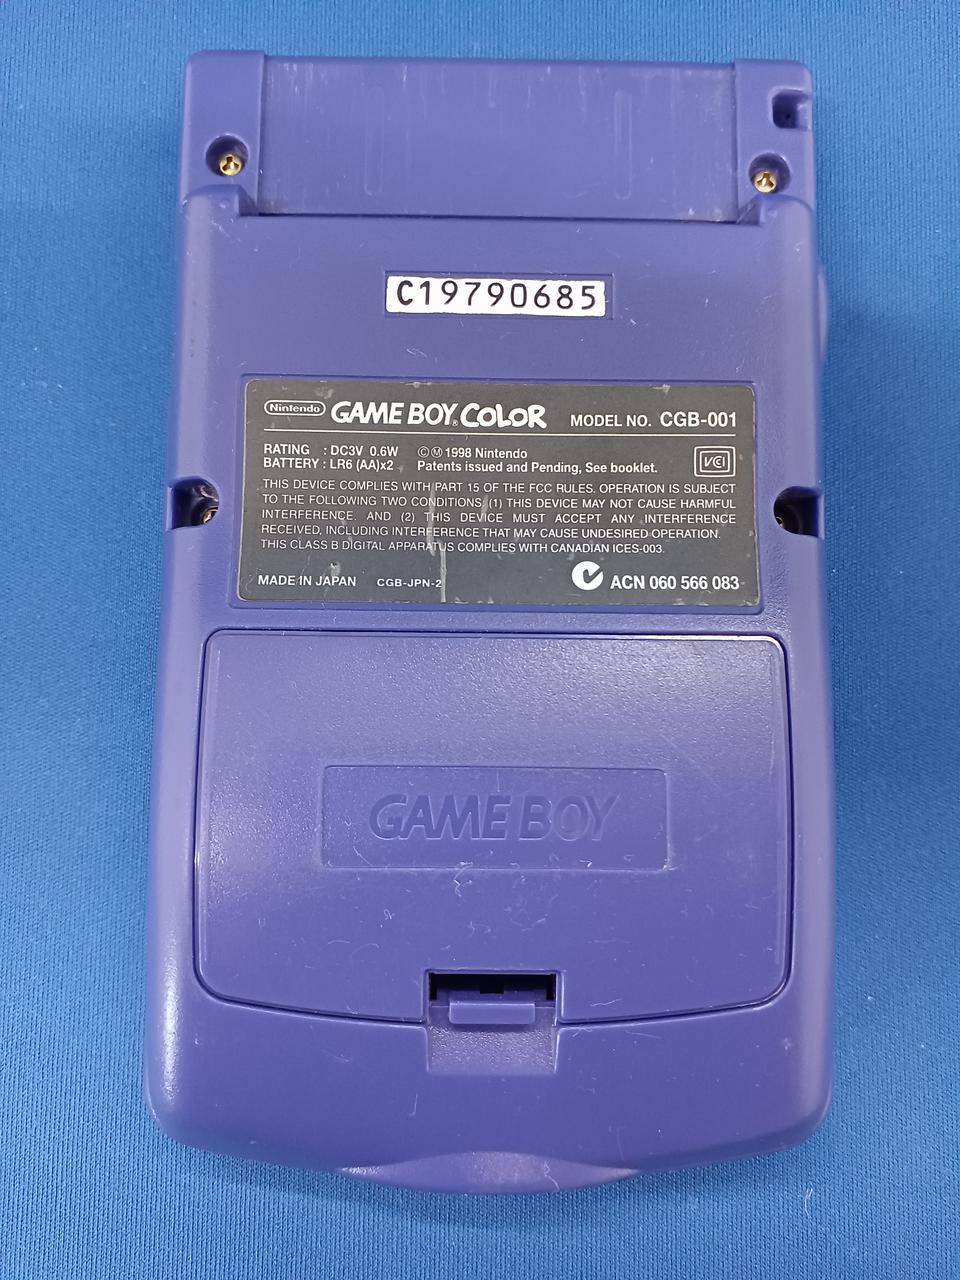 C19790685
Nintendo GAME BOY COLOR MODEL NO. CGB-001
RATING : DC3V 0.6W ©Ⓜ1998 Nintendo
BATTERY : LR6 (AA)x2 Patents issued and Pending, See booklet.
VCI
THIS DEVICE COMPLIES WITH PART 15 OF THE FCC RULES. OPERATION IS SUBJECT
TO THE FOLLOWING TWO CONDITIONS (1) THIS DEVICE MAY NOT CAUSE HARMFUL
INTERFERENCE. AND (2) THIS DEVICE MUST ACCEPT ANY INTERFERENCE
RECEIVED, INCLUDING INTERFERENCE THAT MAY CAUSE UNDESIRED OPERATION.
THIS CLASS B DIGITAL APPARATUS COMPLIES WITH CANADIAN ICES-003.
MADE IN JAPAN CGB-JPN-2 ACN 060 566 083
GAME BOY